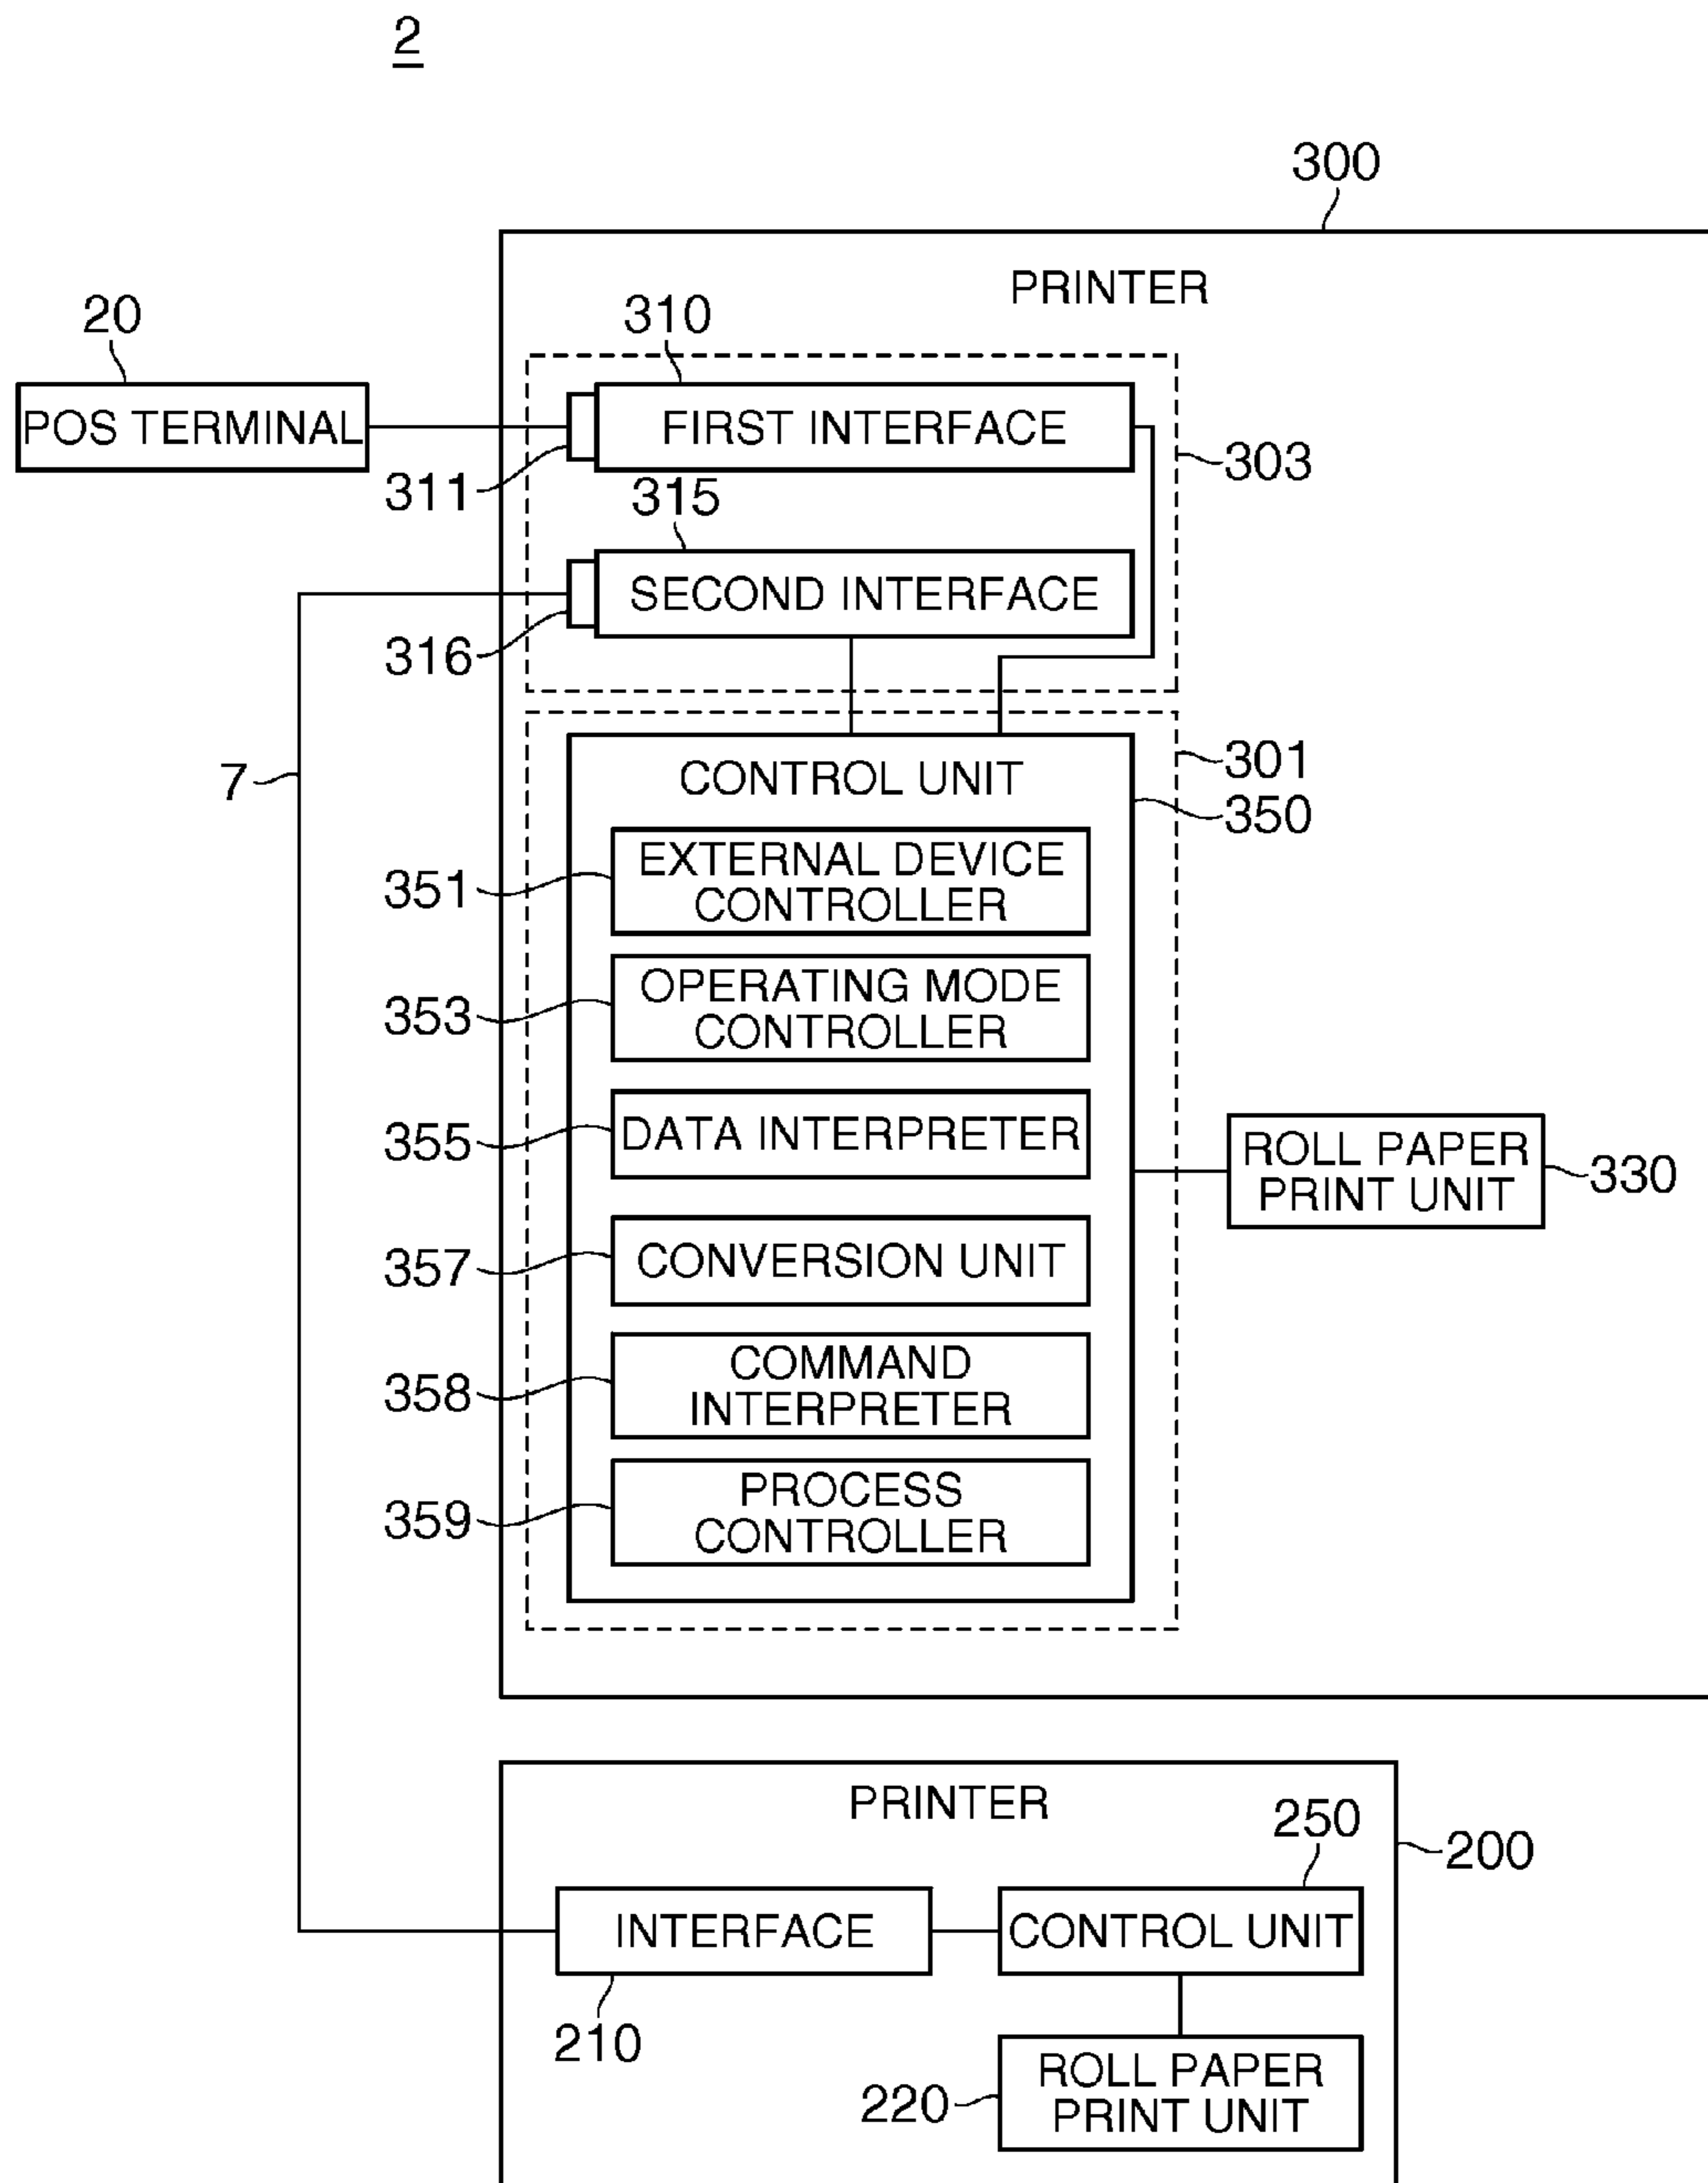 2
300
PRINTER
20
310
POS TERMINAL
FIRST INTERFACE
303
311
315
SECOND INTERFACE
316
7
CONTROL UNIT
301
350
351
EXTERNAL DEVICE
CONTROLLER
353
OPERATING MODE
CONTROLLER
355
DATA INTERPRETER
ROLL PAPER
PRINT UNIT
330
357
CONVERSION UNIT
358
COMMAND
INTERPRETER
359
PROCESS
CONTROLLER
PRINTER
250
200
INTERFACE
CONTROL UNIT
210
220
ROLL PAPER
PRINT UNIT